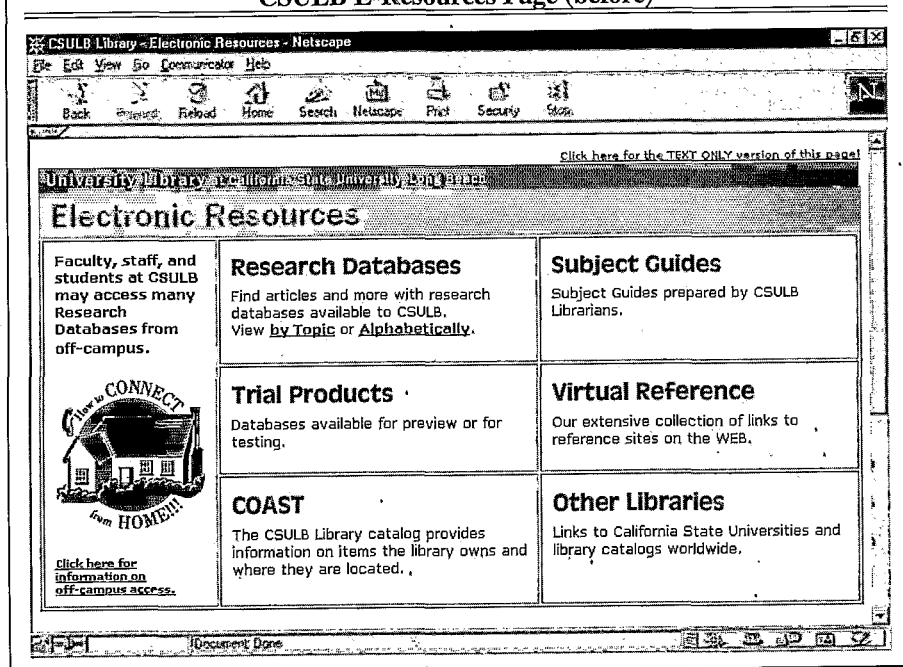 CSULB E-Resources Page (before)
CSULB Library - Electronic Resources - Netscape
File Edit View Go Communicator Help
Back Forward Reload Home Search Netscape Print Security Stop
Click here for the TEXT ONLY version of this page!
University Library at California State University, Long Beach
Electronic Resources
Faculty, staff, and
students at CSULB
may access many
Research
Databases from
off-campus.
How to CONNECT
from HOME!!!
Click here for
information on
off-campus access.
Research Databases
Find articles and more with research
databases available to CSULB.
View by Topic or Alphabetically.
Subject Guides
Subject Guides prepared by CSULB
Librarians.
Trial Products
Databases available for preview or for
testing.
Virtual Reference
Our extensive collection of links to
reference sites on the WEB.
COAST
The CSULB Library catalog provides
information on items the library owns and
where they are located.
Other Libraries
Links to California State Universities and
library catalogs worldwide.
Document: Done